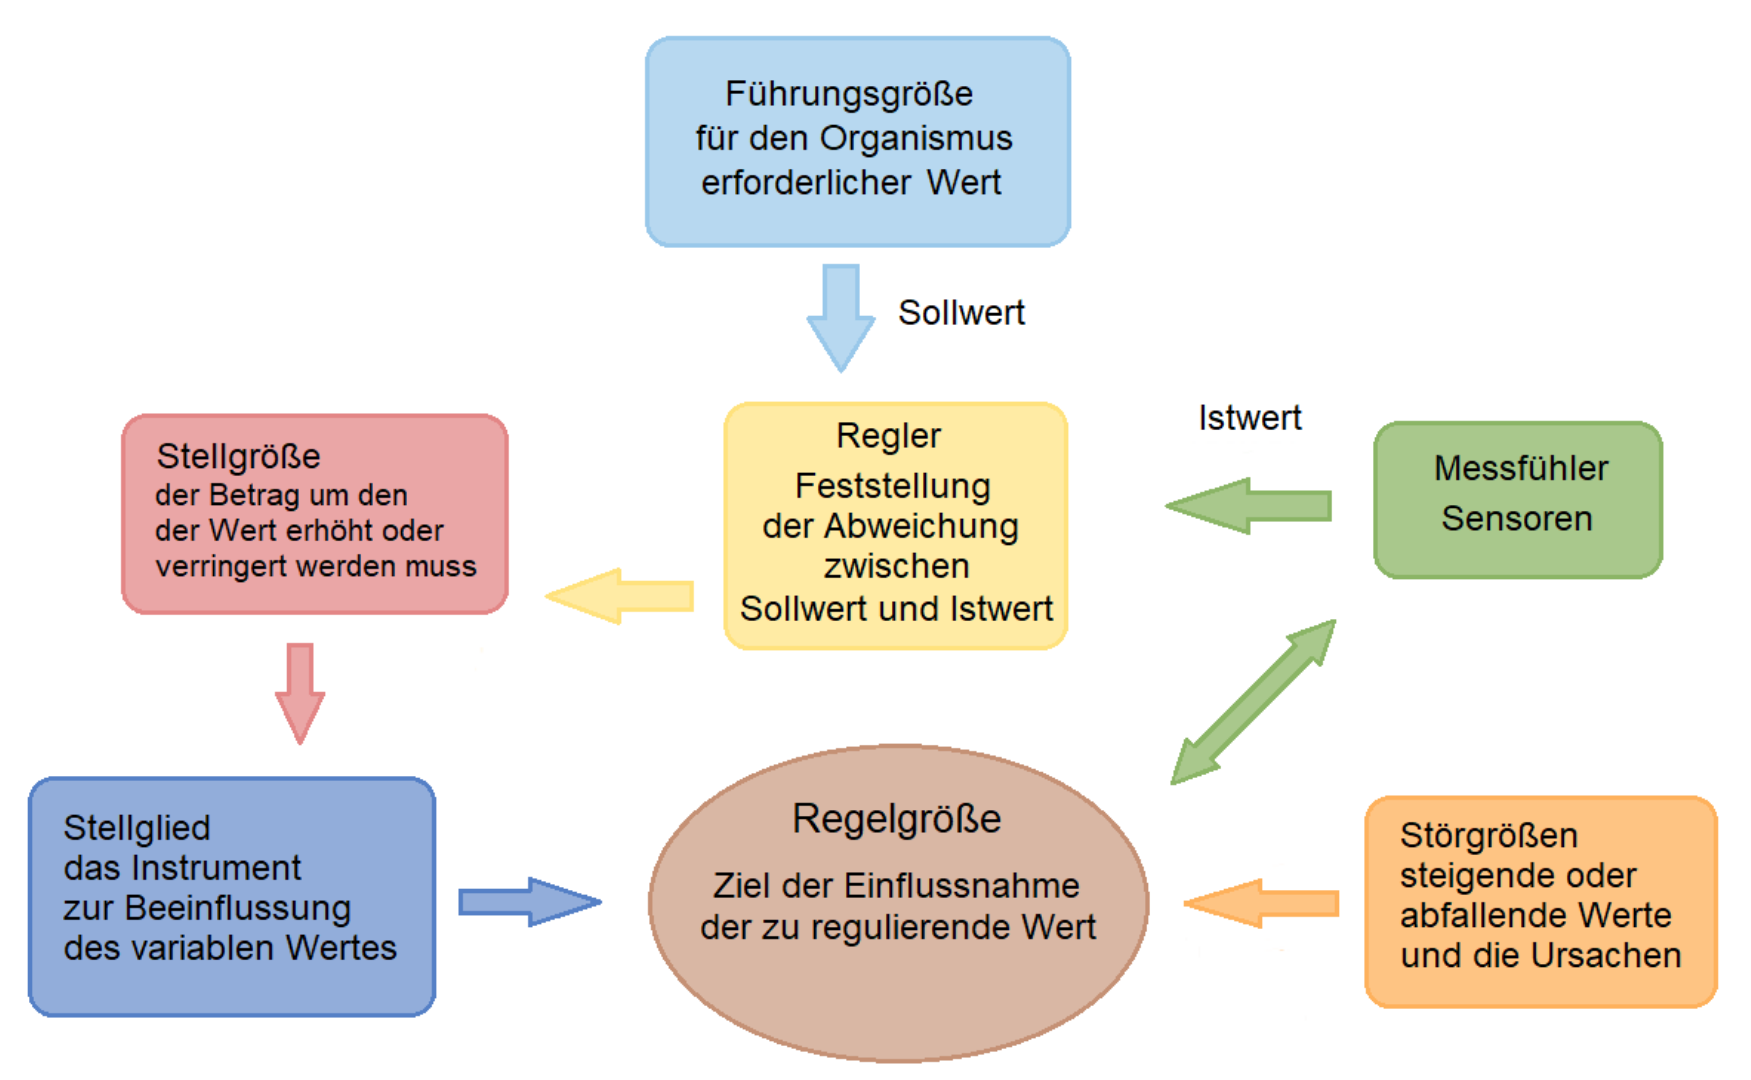 Führungsgröße
für den Organismus
erforderlicher Wert
Sollwert
Stellgröße
der Betrag um den
der Wert erhöht oder
verringert werden muss
Regler
Feststellung
der Abweichung
zwischen
Sollwert und Istwert
Istwert
Messfühler
Sensoren
Stellglied
das Instrument
zur Beeinflussung
des variablen Wertes
Regelgröße
Ziel der Einflussnahme
der zu regulierende Wert
Störgrößen
steigende oder
abfallende Werte
und die Ursachen